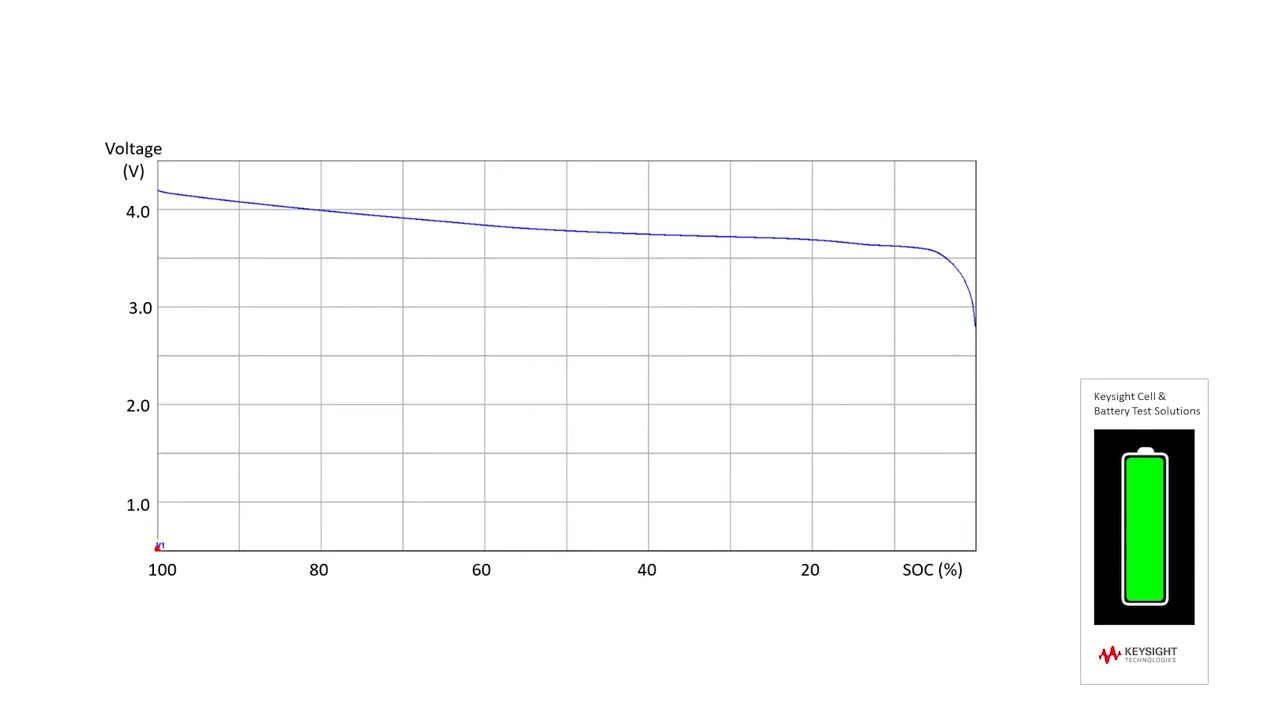 Voltage
(V)
4.0
3.0
2.0
1.0
V1
100 80 60 40 20 SOC (%)
Keysight Cell &
Battery Test Solutions
KEYSIGHT
TECHNOLOGIES